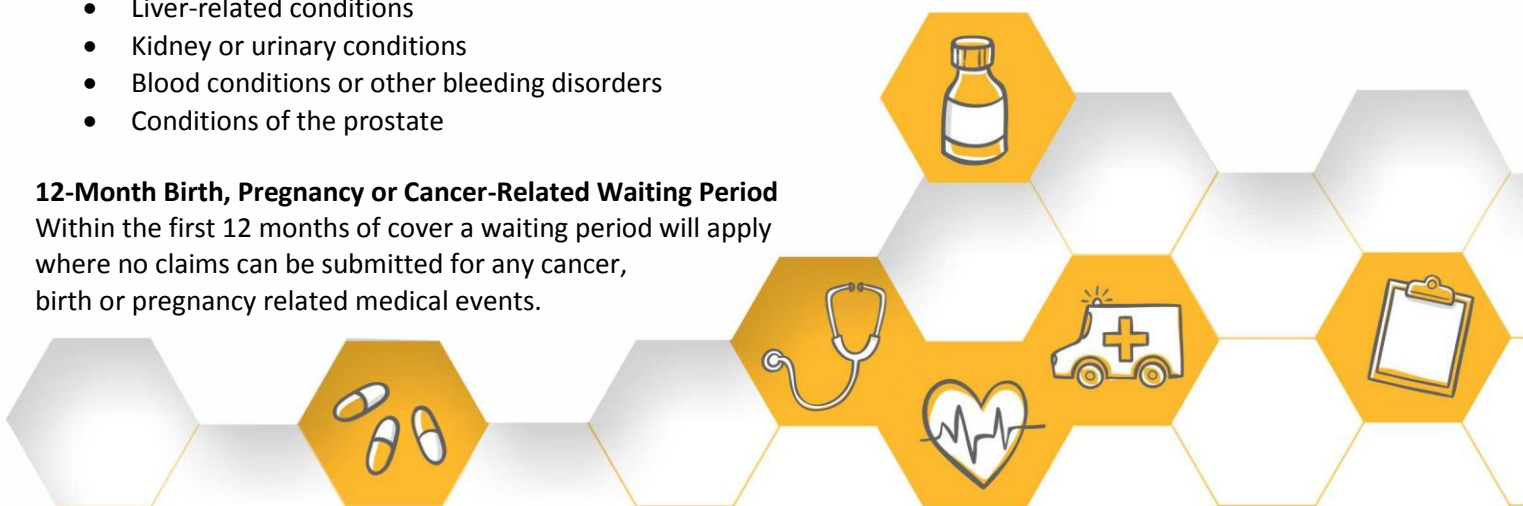 • Liver-related conditions
• Kidney or urinary conditions
• Blood conditions or other bleeding disorders
• Conditions of the prostate
12-Month Birth, Pregnancy or Cancer-Related Waiting Period
Within the first 12 months of cover a waiting period will apply
where no claims can be submitted for any cancer,
birth or pregnancy related medical events.